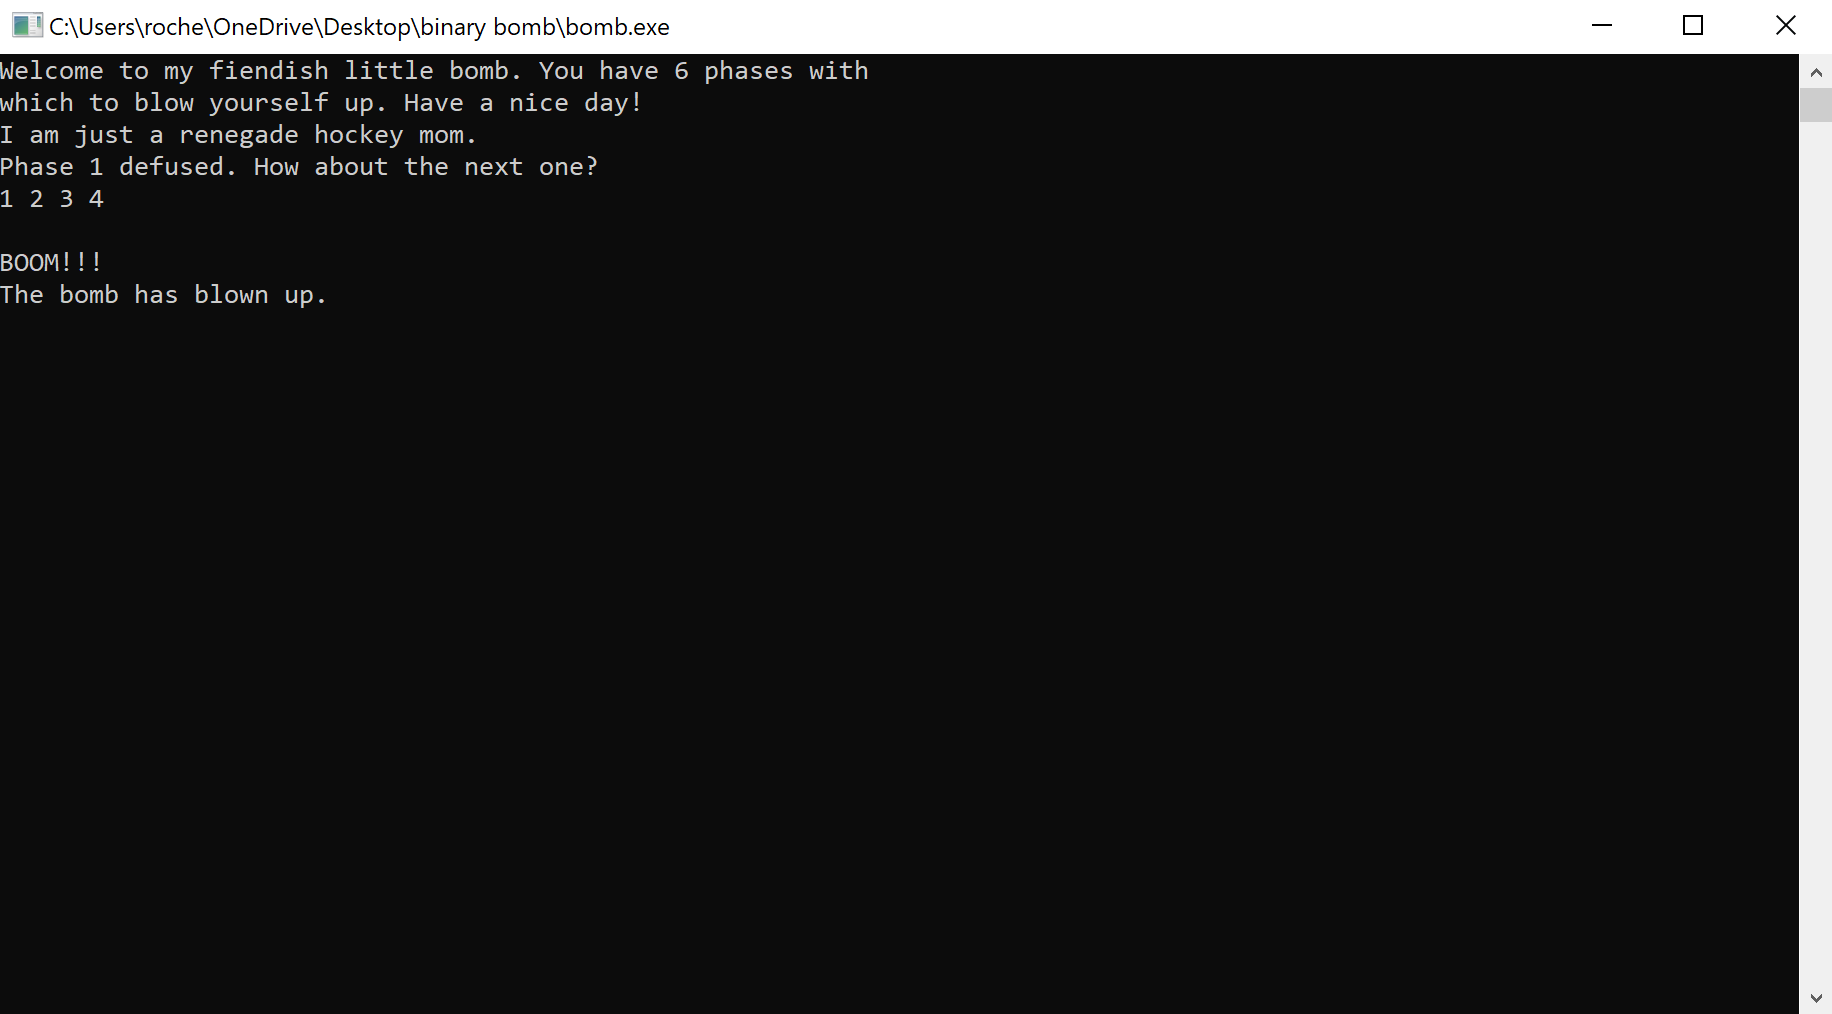 C:\Users\roche\OneDrive\Desktop\binary bomb\bomb.exe
Welcome to my fiendish little bomb. You have 6 phases with
which to blow yourself up. Have a nice day!
I am just a renegade hockey mom.
Phase 1 defused. How about the next one?
1 2 3 4
BOOM!!!
The bomb has blown up.